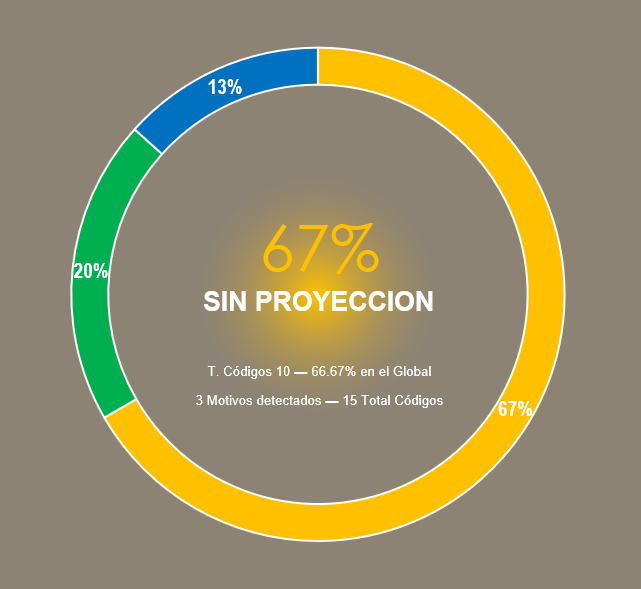 13%
67%
20%
SIN PROYECCION
T. Códigos 10 — 66.67% en el Global
3 Motivos detectados — 15 Total Códigos
67%